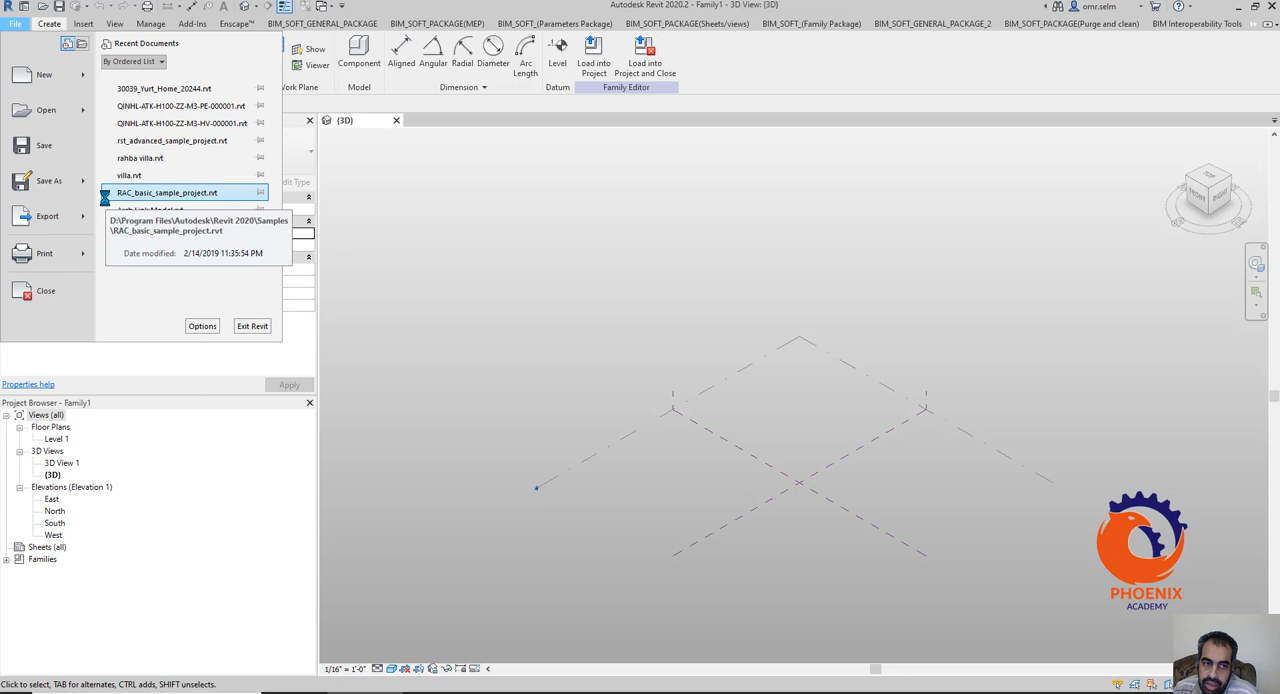 Autodesk Revit 2020.2 - Family1 - 3D View: {3D}
omr.selm
File Create Insert View Manage Add-Ins Enscape™ BIM_SOFT_GENERAL_PACKAGE BIM_SOFT_PACKAGE(MEP) BIM_SOFT_(Parameters Package) BIM_SOFT_PACKAGE(Sheets/views) BIM_SOFT_(Family Package) BIM_SOFT_GENERAL_PACKAGE_2 BIM_SOFT_PACKAGE(Purge and clean) BIM Interoperability Tools
Recent Documents
By Ordered List
New
Open
Save
Save As
Export
Print
Close
30039_Yurt_Home_20244.rvt
QINHL-ATK-H100-ZZ-M3-PE-000001.rvt
QINHL-ATK-H100-ZZ-M3-HV-000001.rvt
rst_advanced_sample_project.rvt
rahba villa.rvt
villa.rvt
RAC_basic_sample_project.rvt
D:\Program Files\Autodesk\Revit 2020\Samples
\RAC_basic_sample_project.rvt
Date modified: 2/14/2019 11:35:54 PM
Options Exit Revit
Show
Viewer
ork Plane
Component
Model
Aligned Angular Radial Diameter Arc
Length
Dimension
Level
Datum
Load into
Project
Load into
Project and Close
Family Editor
{3D}
dit Type
Properties help Apply
Project Browser - Family1
Views (all)
Floor Plans
Level 1
3D Views
3D View 1
{3D}
Elevations (Elevation 1)
East
North
South
West
Sheets (all)
Families
TOP
FRONT
RIGHT
PHOENIX
ACADEMY
1/16" = 1'-0"
Click to select, TAB for alternates, CTRL adds, SHIFT unselects.